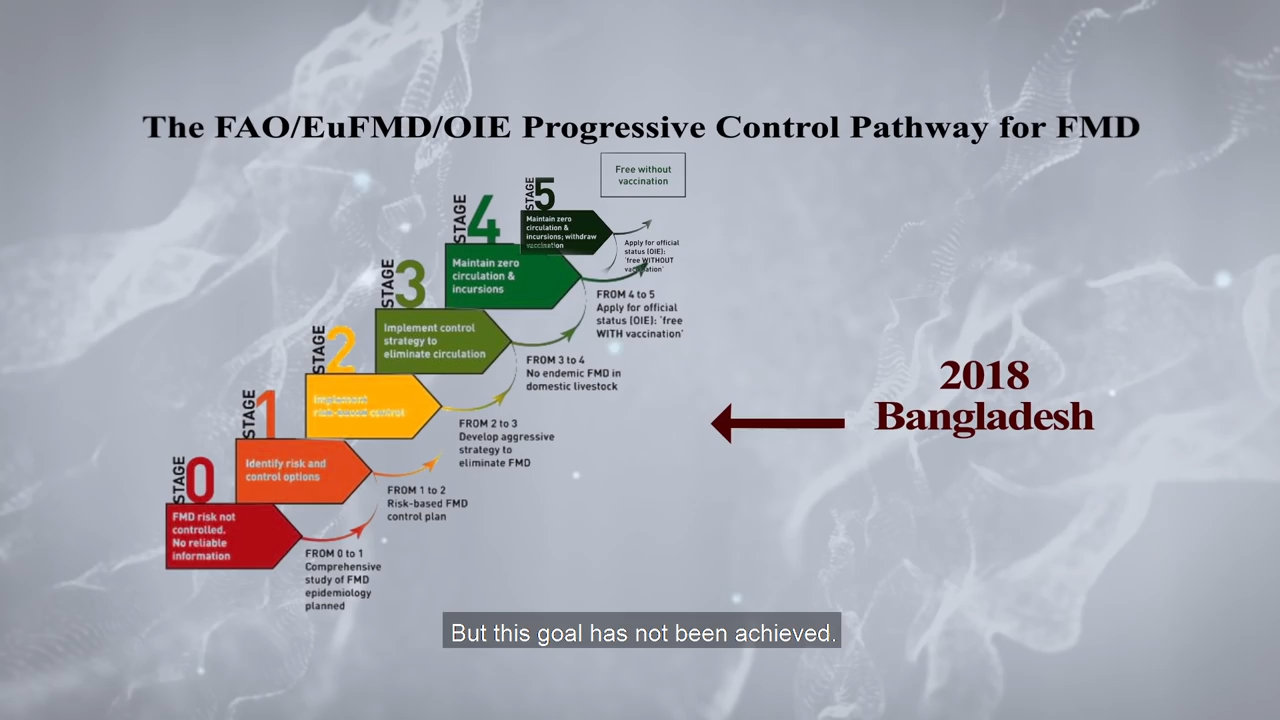 The FAO/EuFMD/OIE Progressive Control Pathway for FMD
Free without
vaccination
STAGE 5
Maintain zero
circulation &
incursions; withdraw
vaccination
Apply for official
status (OIE):
'free WITHOUT
vaccination'
STAGE 4
Maintain zero
circulation &
incursions
FROM 4 to 5
Apply for official
status (OIE): 'free
WITH vaccination'
STAGE 3
Implement control
strategy to
eliminate circulation
FROM 3 to 4
No endemic FMD in
domestic livestock
STAGE 2
Implement
risk-based control
FROM 2 to 3
Develop aggressive
strategy to
eliminate FMD
STAGE 1
Identify risk and
control options
FROM 1 to 2
Risk-based FMD
control plan
STAGE 0
FMD risk not
controlled.
No reliable
information
FROM 0 to 1
Comprehensive
study of FMD
epidemiology
planned
2018
Bangladesh
But this goal has not been achieved.